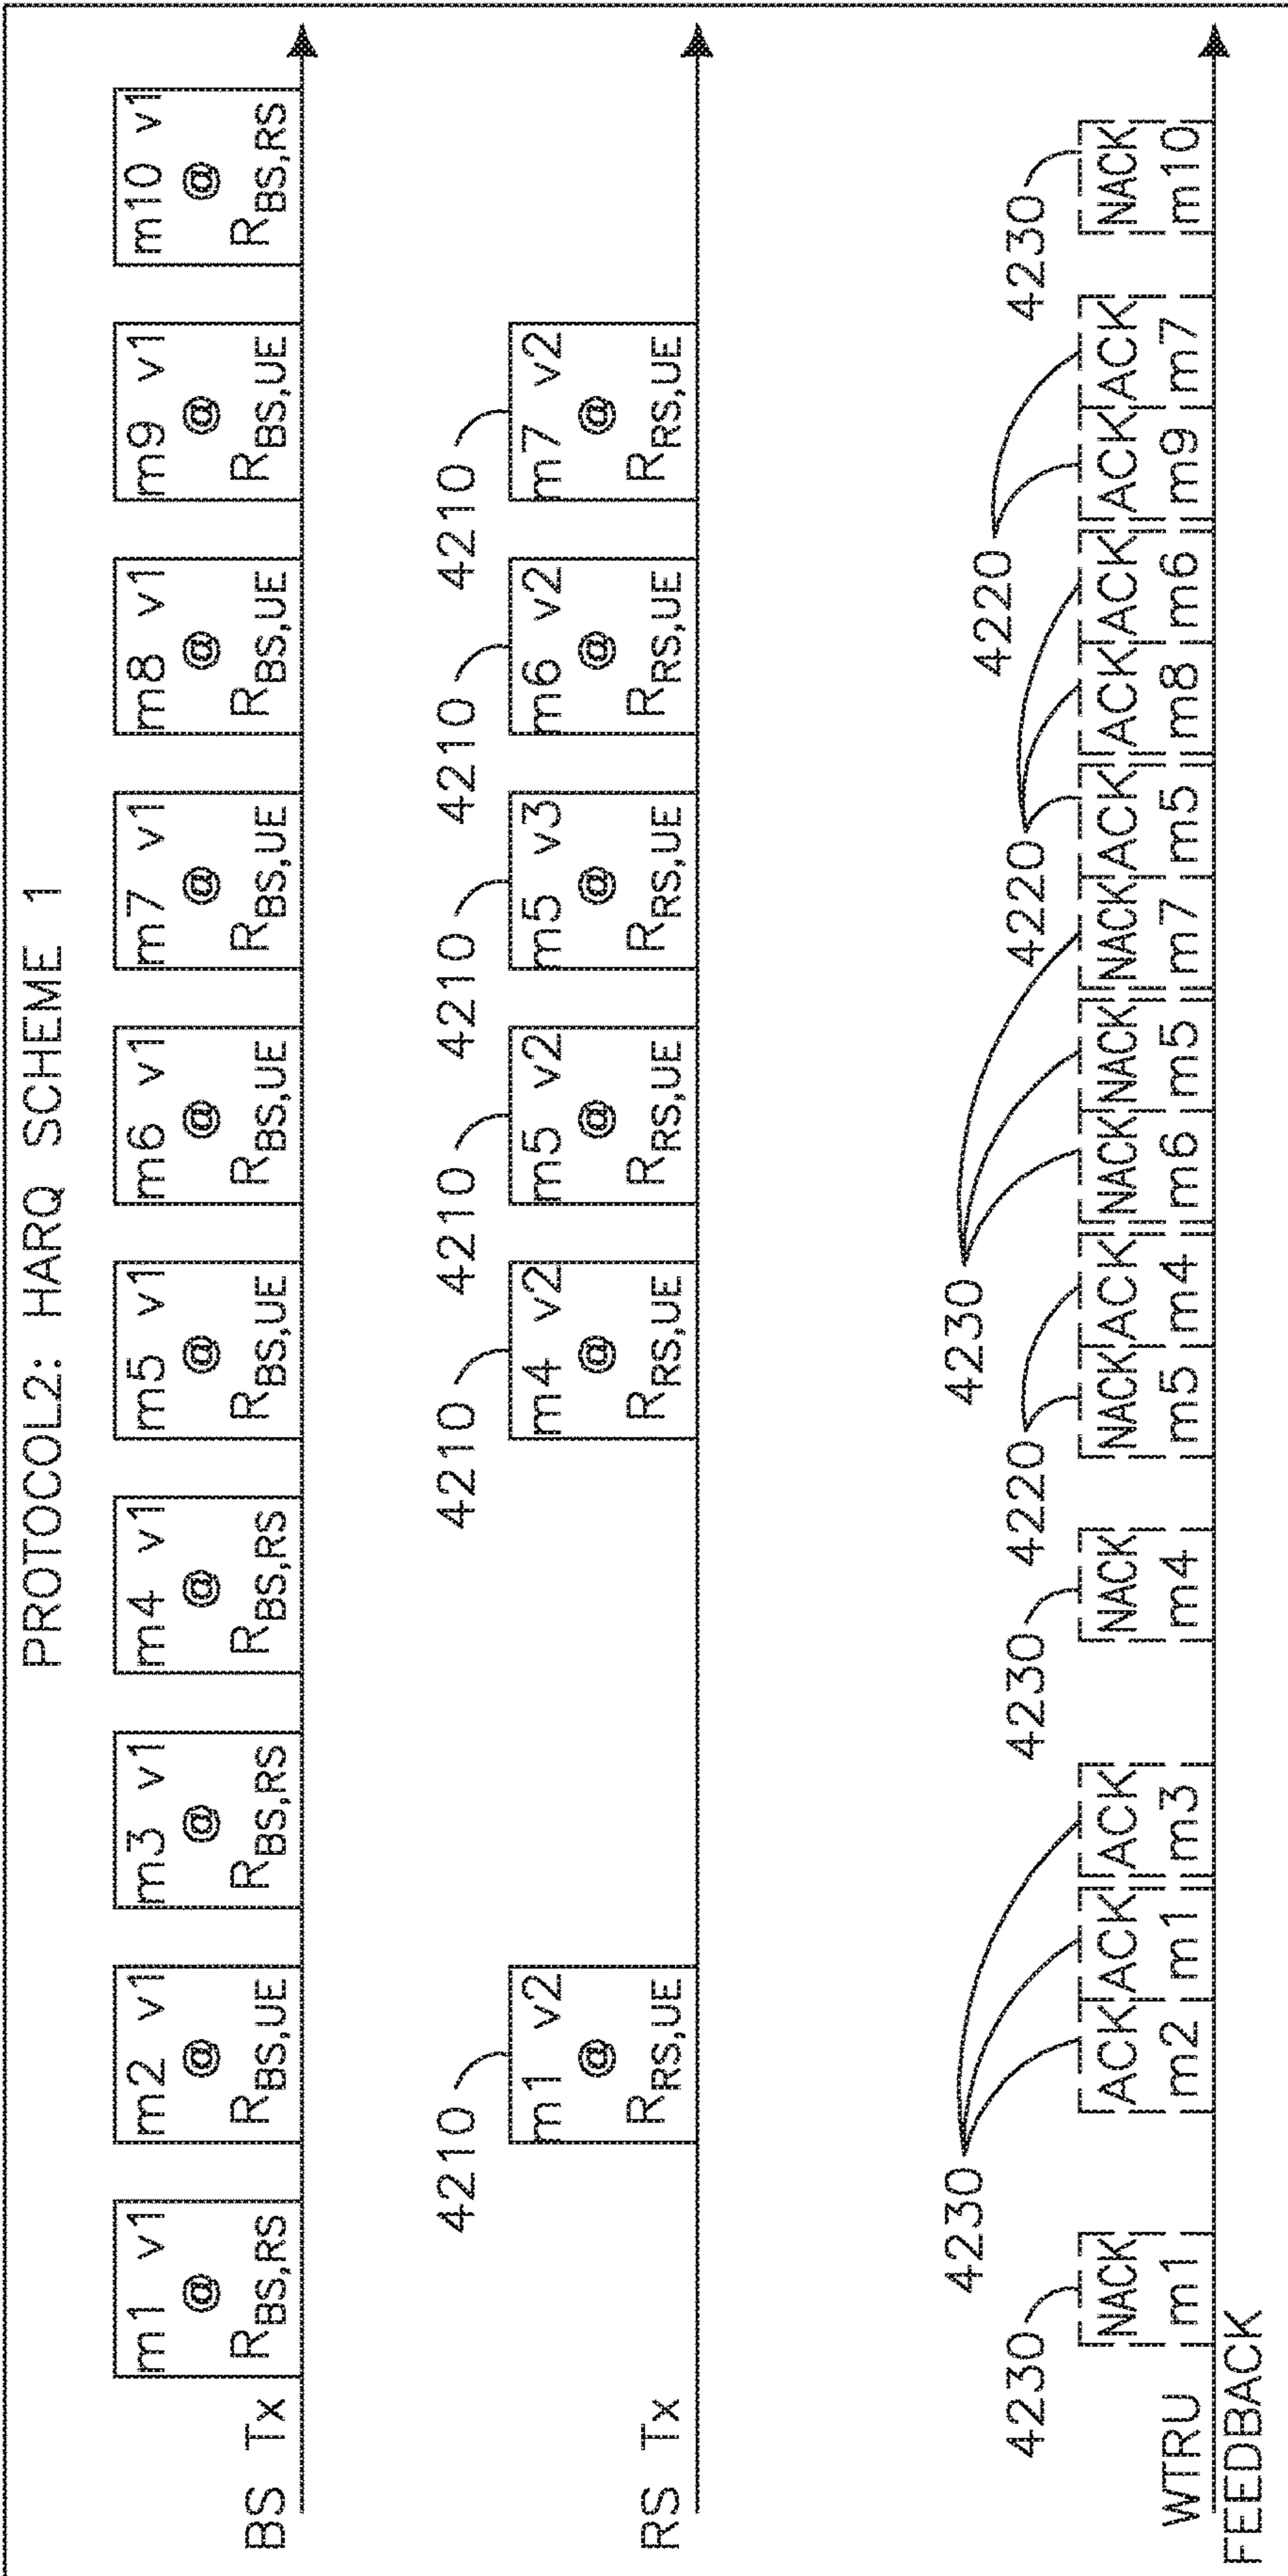 PROTOCOL2: HARQ SCHEME 1
BS Tx
m1 v1
@
RBS,RS
m2 v1
@
RBS,UE
m3 v1
@
RBS,RS
m4 v1
@
RBS,RS
m5 v1
@
RBS,UE
m6 v1
@
RBS,UE
m7 v1
@
RBS,UE
m8 v1
@
RBS,UE
m9 v1
@
RBS,UE
m10 v1
@
RBS,RS
RS Tx
4210
m1 v2
@
RRS,UE
4210
m4 v2
@
RRS,UE
4210
m5 v2
@
RRS,UE
4210
m5 v3
@
RRS,UE
4210
m6 v2
@
RRS,UE
4210
m7 v2
@
RRS,UE
WTRU
FEEDBACK
4230
NACK
m1
4230
ACK
m2
ACK
m1
ACK
m3
4230
NACK
m4
4220
NACK
m5
ACK
m4
4230
NACK
m6
NACK
m5
NACK
m7
4220
ACK
m5
ACK
m8
ACK
m6
4220
ACK
m9
ACK
m7
4230
NACK
m10